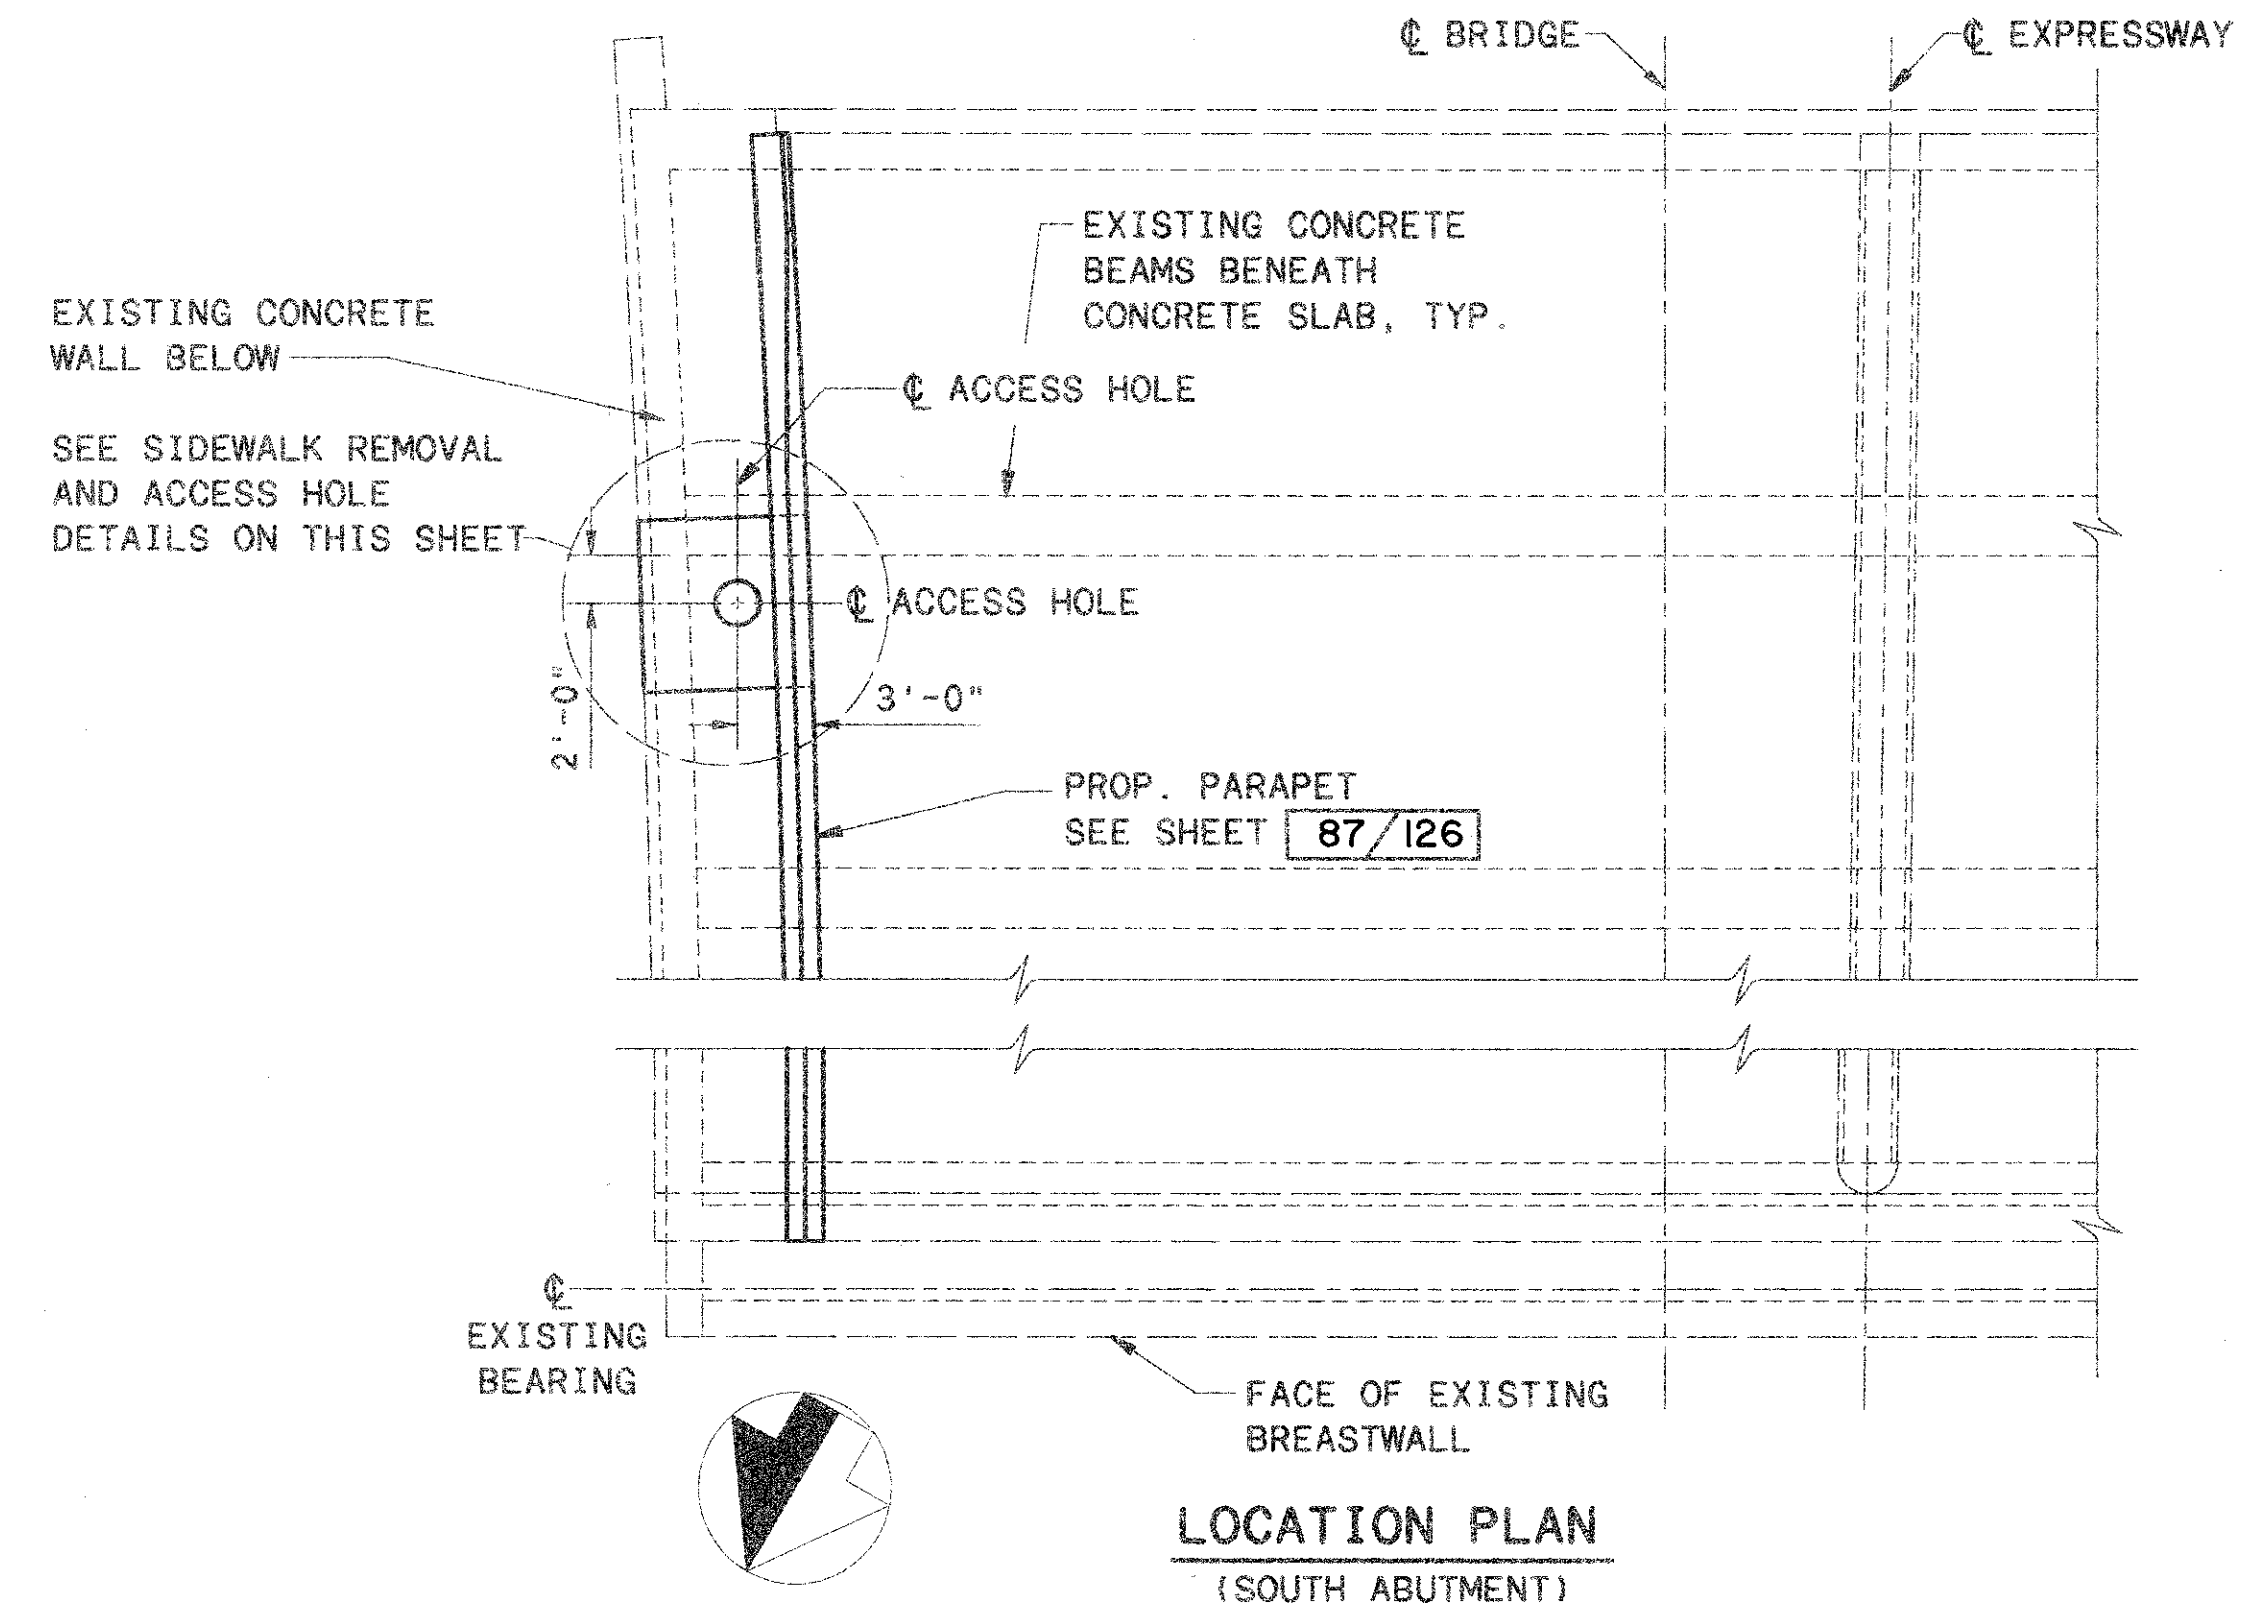 ℄ BRIDGE
℄ EXPRESSWAY
EXISTING CONCRETE
BEAMS BENEATH
CONCRETE SLAB, TYP.
EXISTING CONCRETE
WALL BELOW
℄ ACCESS HOLE
SEE SIDEWALK REMOVAL
AND ACCESS HOLE
DETAILS ON THIS SHEET
℄ ACCESS HOLE
2'-0"
3'-0"
PROP. PARAPET
SEE SHEET 87/126
℄
EXISTING
BEARING
FACE OF EXISTING
BREASTWALL
LOCATION PLAN
(SOUTH ABUTMENT)